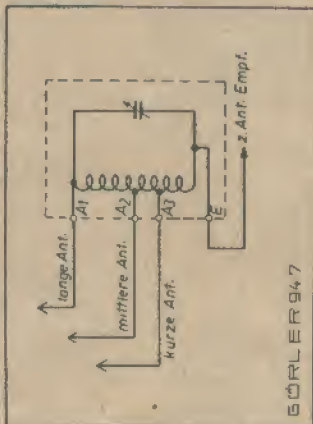 lange Ant.
mittlere Ant.
kurze Ant.
A1
A2
A3
E
z. Ant. Empf.
GÖRLER 947